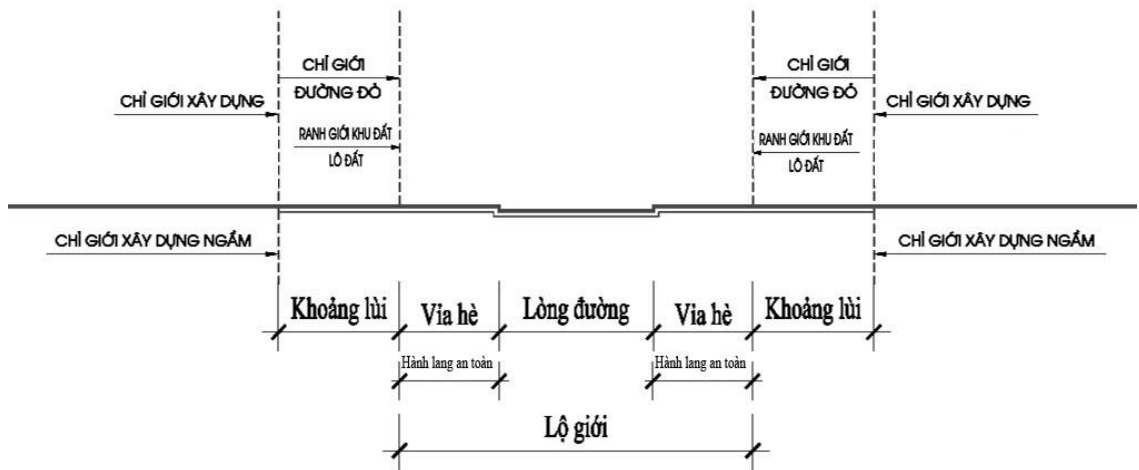 CHỈ GIỚI
ĐƯỜNG ĐỎ
CHỈ GIỚI XÂY DỰNG
RANH GIỚI KHU ĐẤT
LÔ ĐẤT
CHỈ GIỚI
ĐƯỜNG ĐỎ
CHỈ GIỚI XÂY DỰNG
RANH GIỚI KHU ĐẤT
LÔ ĐẤT
CHỈ GIỚI XÂY DỰNG NGẦM
CHỈ GIỚI XÂY DỰNG NGẦM
Khoảng lùi
Vỉa hè
Lòng đường
Vỉa hè
Khoảng lùi
Hành lang an toàn
Hành lang an toàn
Lộ giới